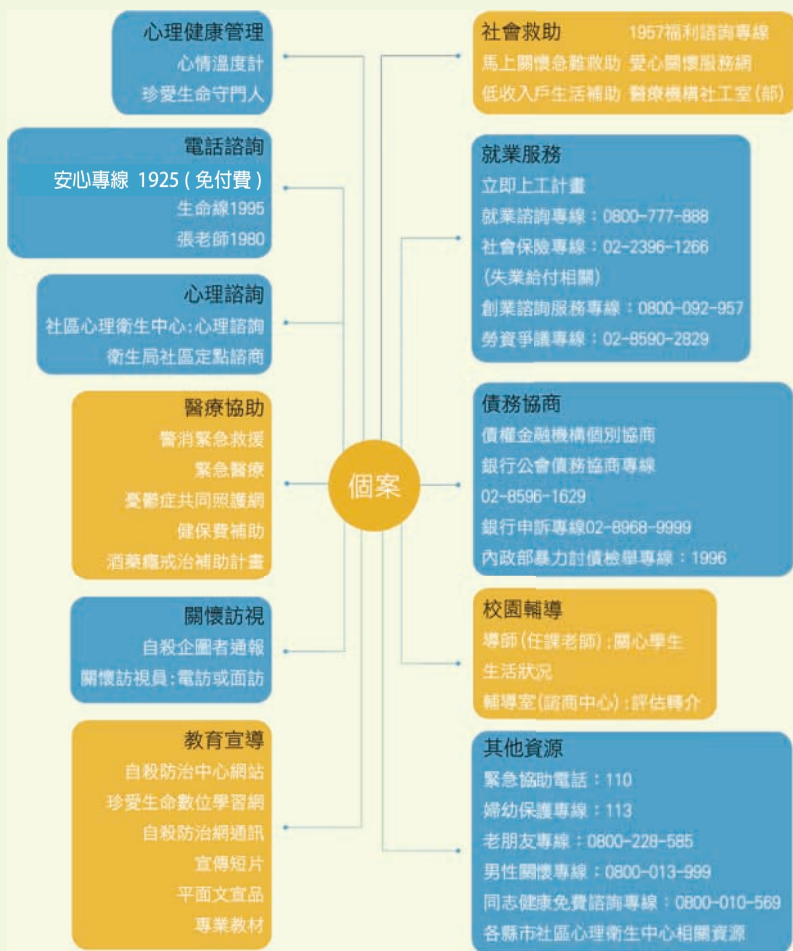 心理健康管理
心情溫度計
珍愛生命守門人
電話諮詢
安心專線 1925 ( 免付費 )
生命線1995
張老師1980
心理諮詢
社區心理衛生中心:心理諮詢
衛生局社區定點諮商
醫療協助
警消緊急救援
緊急醫療
憂鬱症共同照護網
健保費補助
酒藥癮戒治補助計畫
關懷訪視
自殺企圖者通報
關懷訪視員:電訪或面訪
教育宣導
自殺防治中心網站
珍愛生命數位學習網
自殺防治網通訊
宣傳短片
平面文宣品
專業教材
個案
社會救助 1957福利諮詢專線
馬上關懷急難救助 愛心關懷服務網
低收入戶生活補助 醫療機構社工室(部)
就業服務
立即上工計畫
就業諮詢專線：0800-777-888
社會保險專線：02-2396-1266
(失業給付相關)
創業諮詢服務專線：0800-092-957
勞資爭議專線：02-8590-2829
債務協商
債權金融機構個別協商
銀行公會債務協商專線
02-8596-1629
銀行申訴專線02-8968-9999
內政部暴力討債檢舉專線：1996
校園輔導
導師(任課老師):關心學生
生活狀況
輔導室(諮商中心):評估轉介
其他資源
緊急協助電話：110
婦幼保護專線：113
老朋友專線：0800-228-585
男性關懷專線：0800-013-999
同志健康免費諮詢專線：0800-010-569
各縣市社區心理衛生中心相關資源